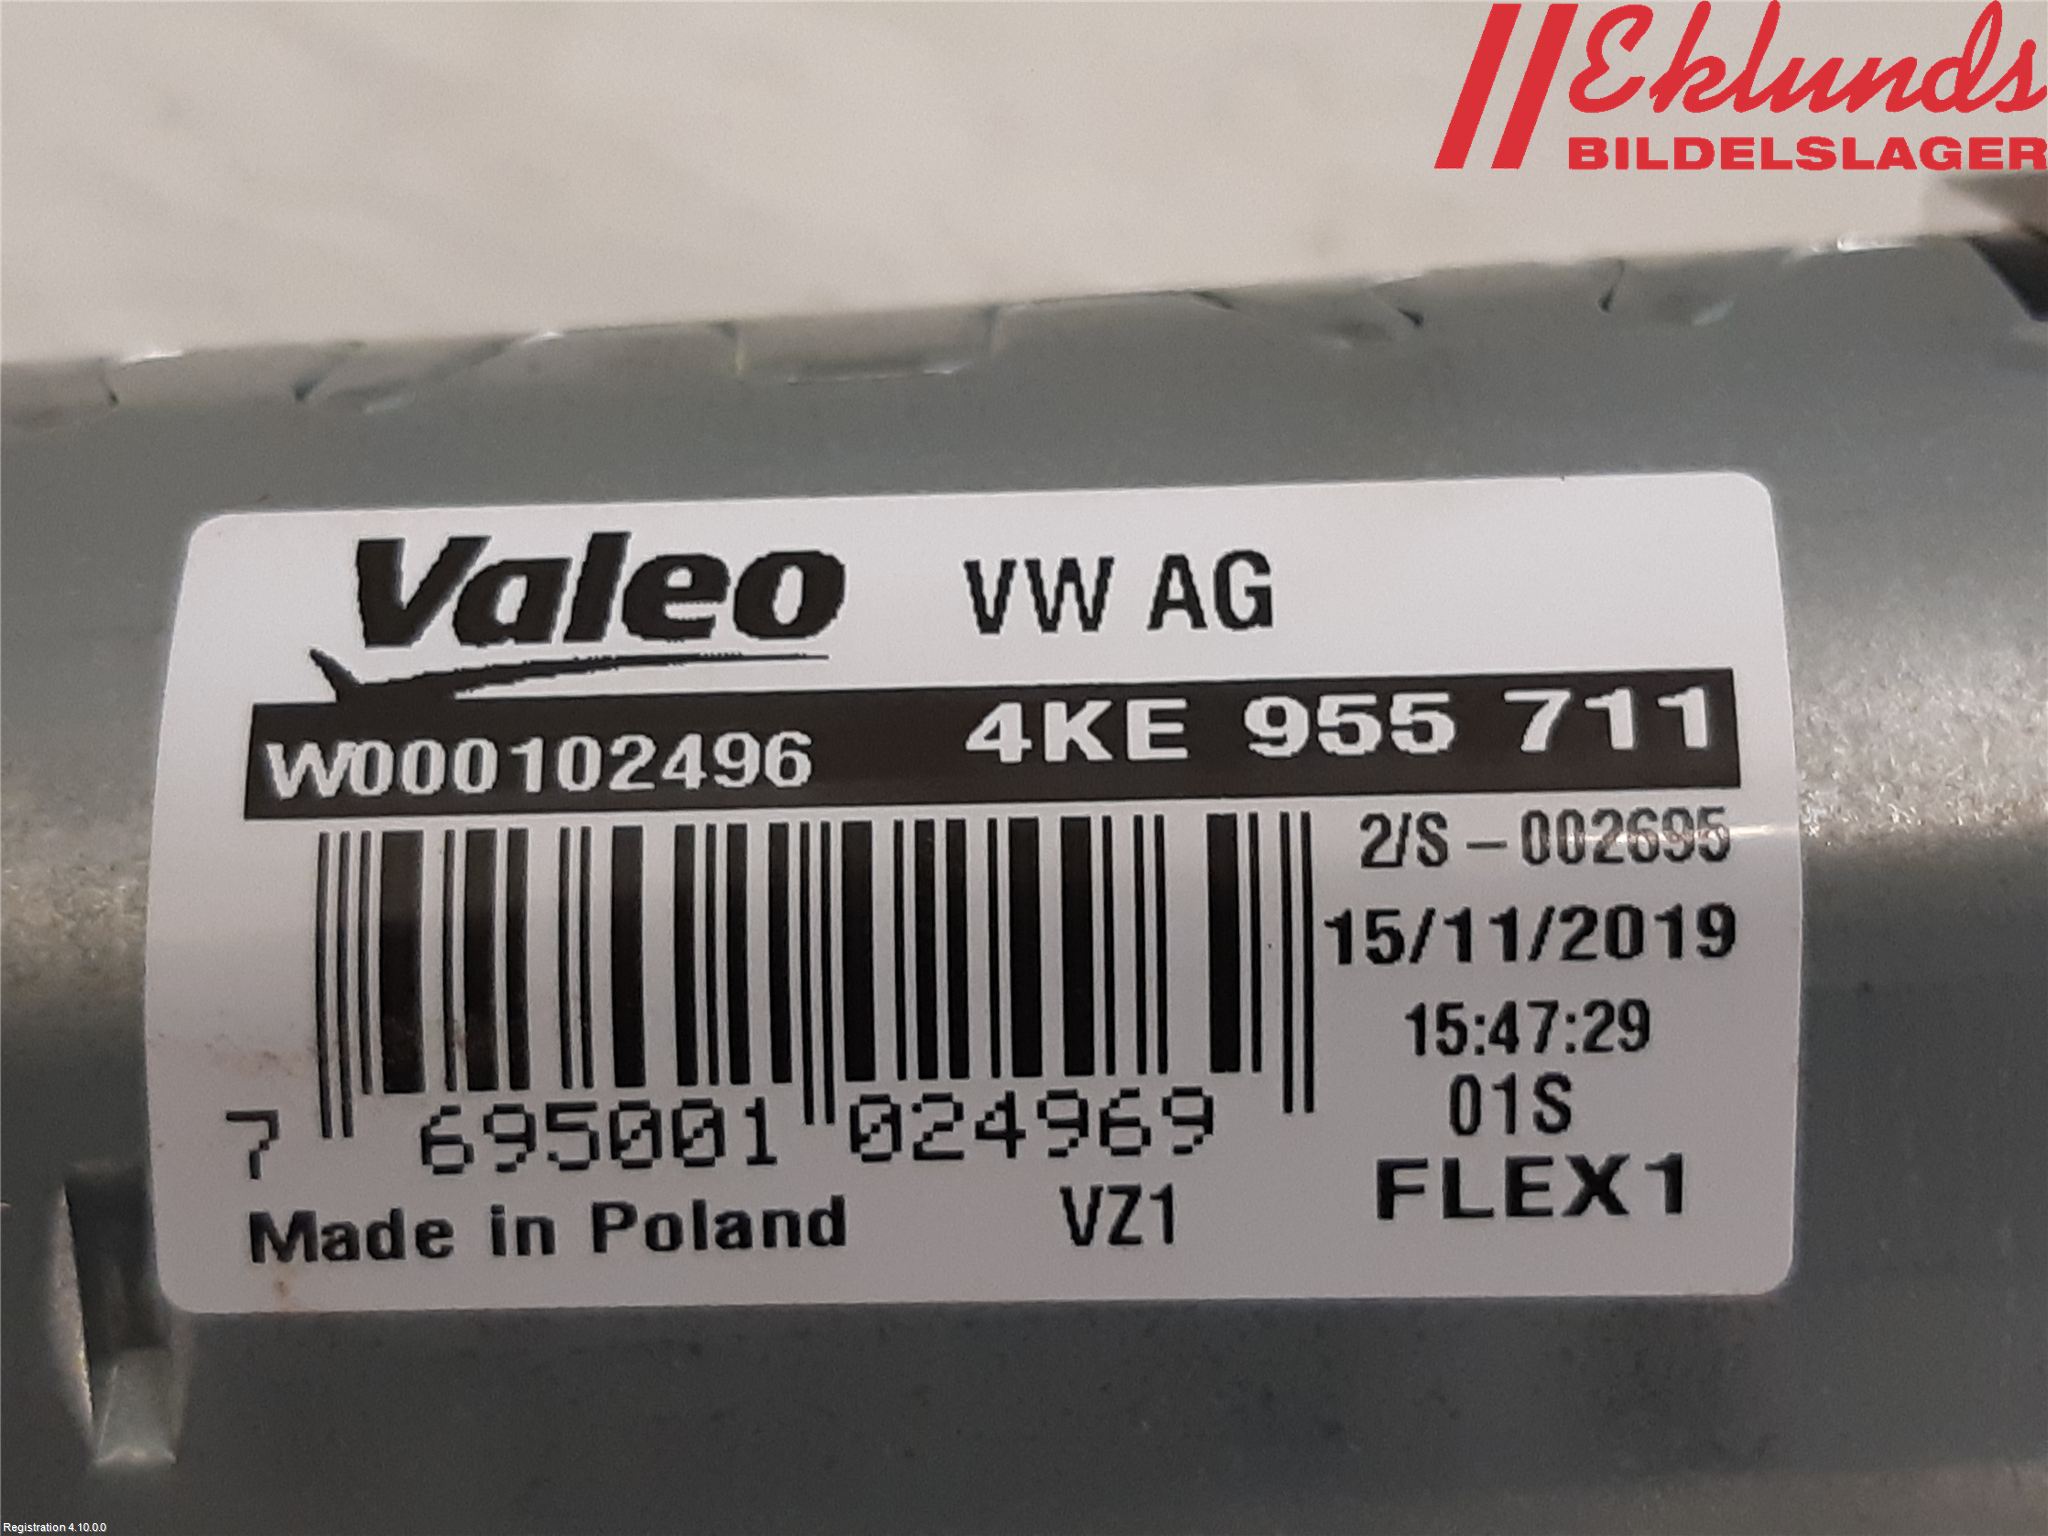 Eklunds
BILDELSLAGER
Valeo VW AG
W000102496 4KE 955 711
2/S - 002695
15/11/2019
15:47:29
01S
7 695001 024969
FLEX1
Made in Poland VZ1
Registration 4.10.0.0